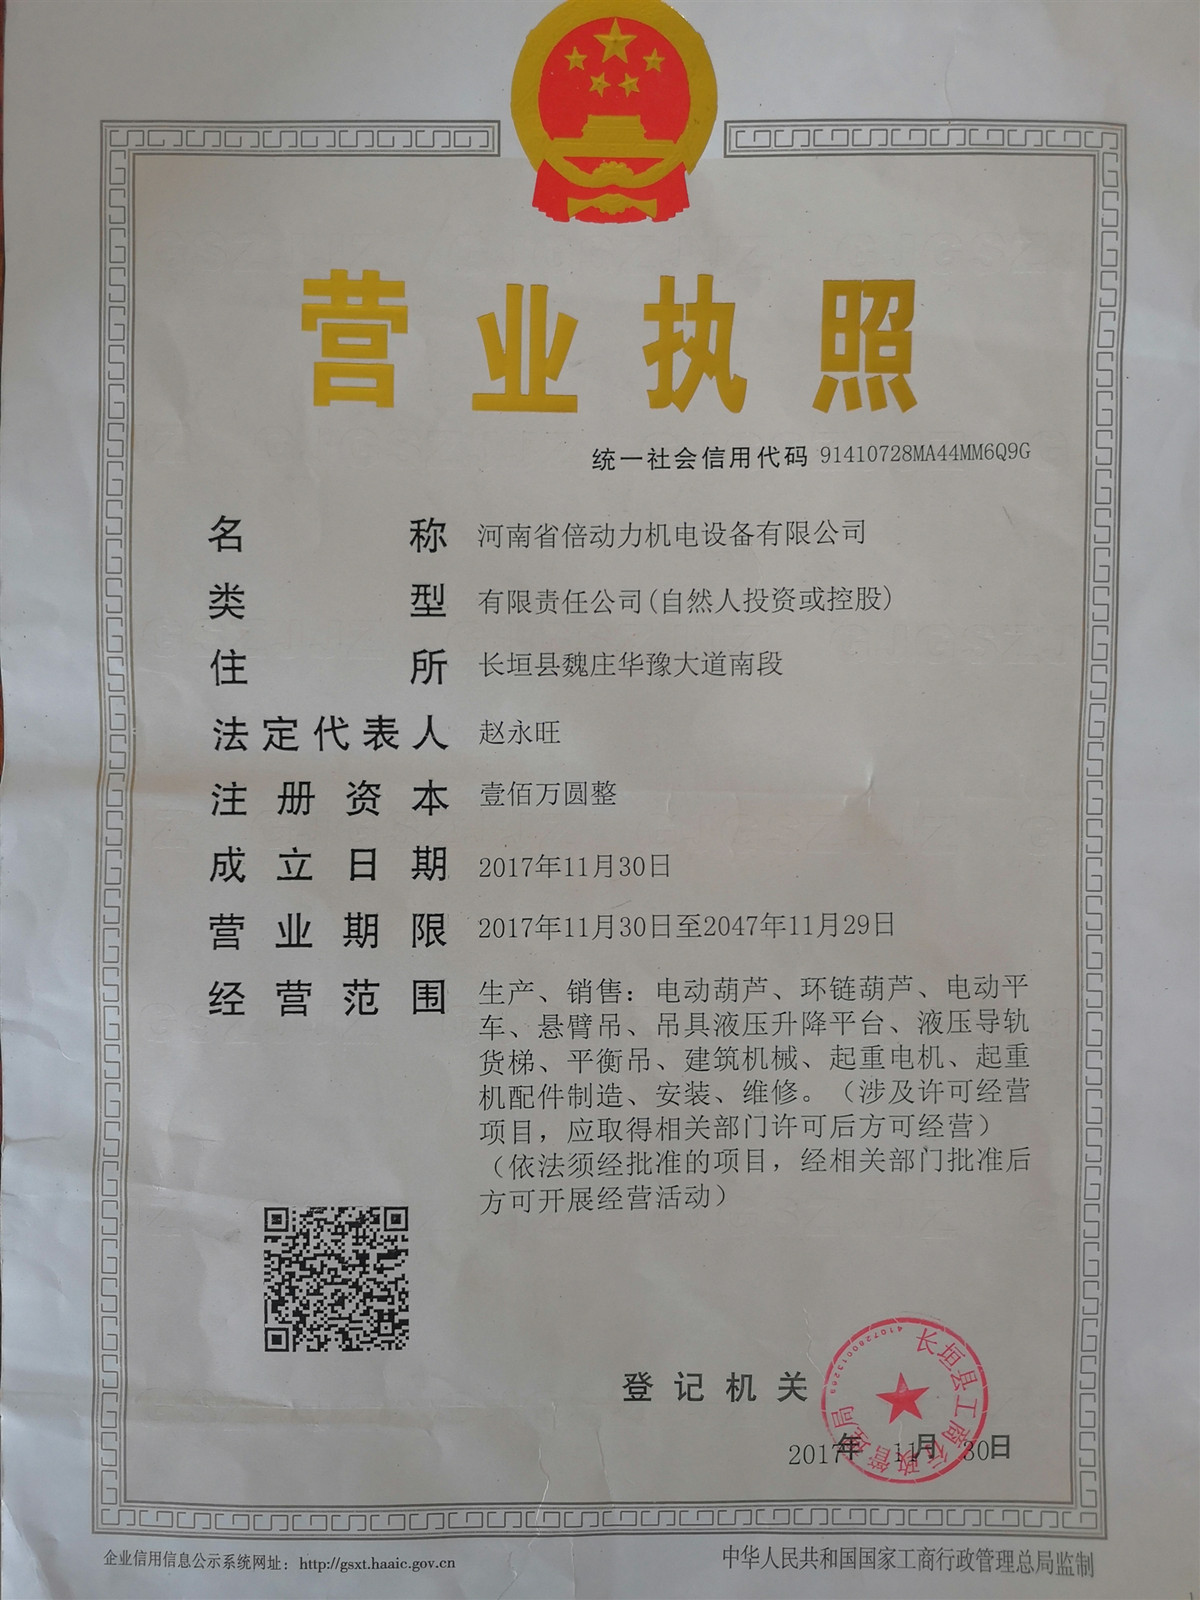 营业执照
统一社会信用代码 91410728MA44MM6Q9G
名称 河南省倍动力机电设备有限公司
类型 有限责任公司(自然人投资或控股)
住所 长垣县魏庄华豫大道南段
法定代表人 赵永旺
注册资本 壹佰万圆整
成立日期 2017年11月30日
营业期限 2017年11月30日至2047年11月29日
经营范围 生产、销售：电动葫芦、环链葫芦、电动平
车、悬臂吊、吊具液压升降平台、液压导轨
货梯、平衡吊、建筑机械、起重电机、起重
机配件制造、安装、维修。（涉及许可经营
项目，应取得相关部门许可后方可经营）
（依法须经批准的项目，经相关部门批准后
方可开展经营活动）
登记机关
长垣县工商行政管理局
4107280013269
2017年 11月 30日
企业信用信息公示系统网址： http://gsxt.haaic.gov.cn
中华人民共和国国家工商行政管理总局监制